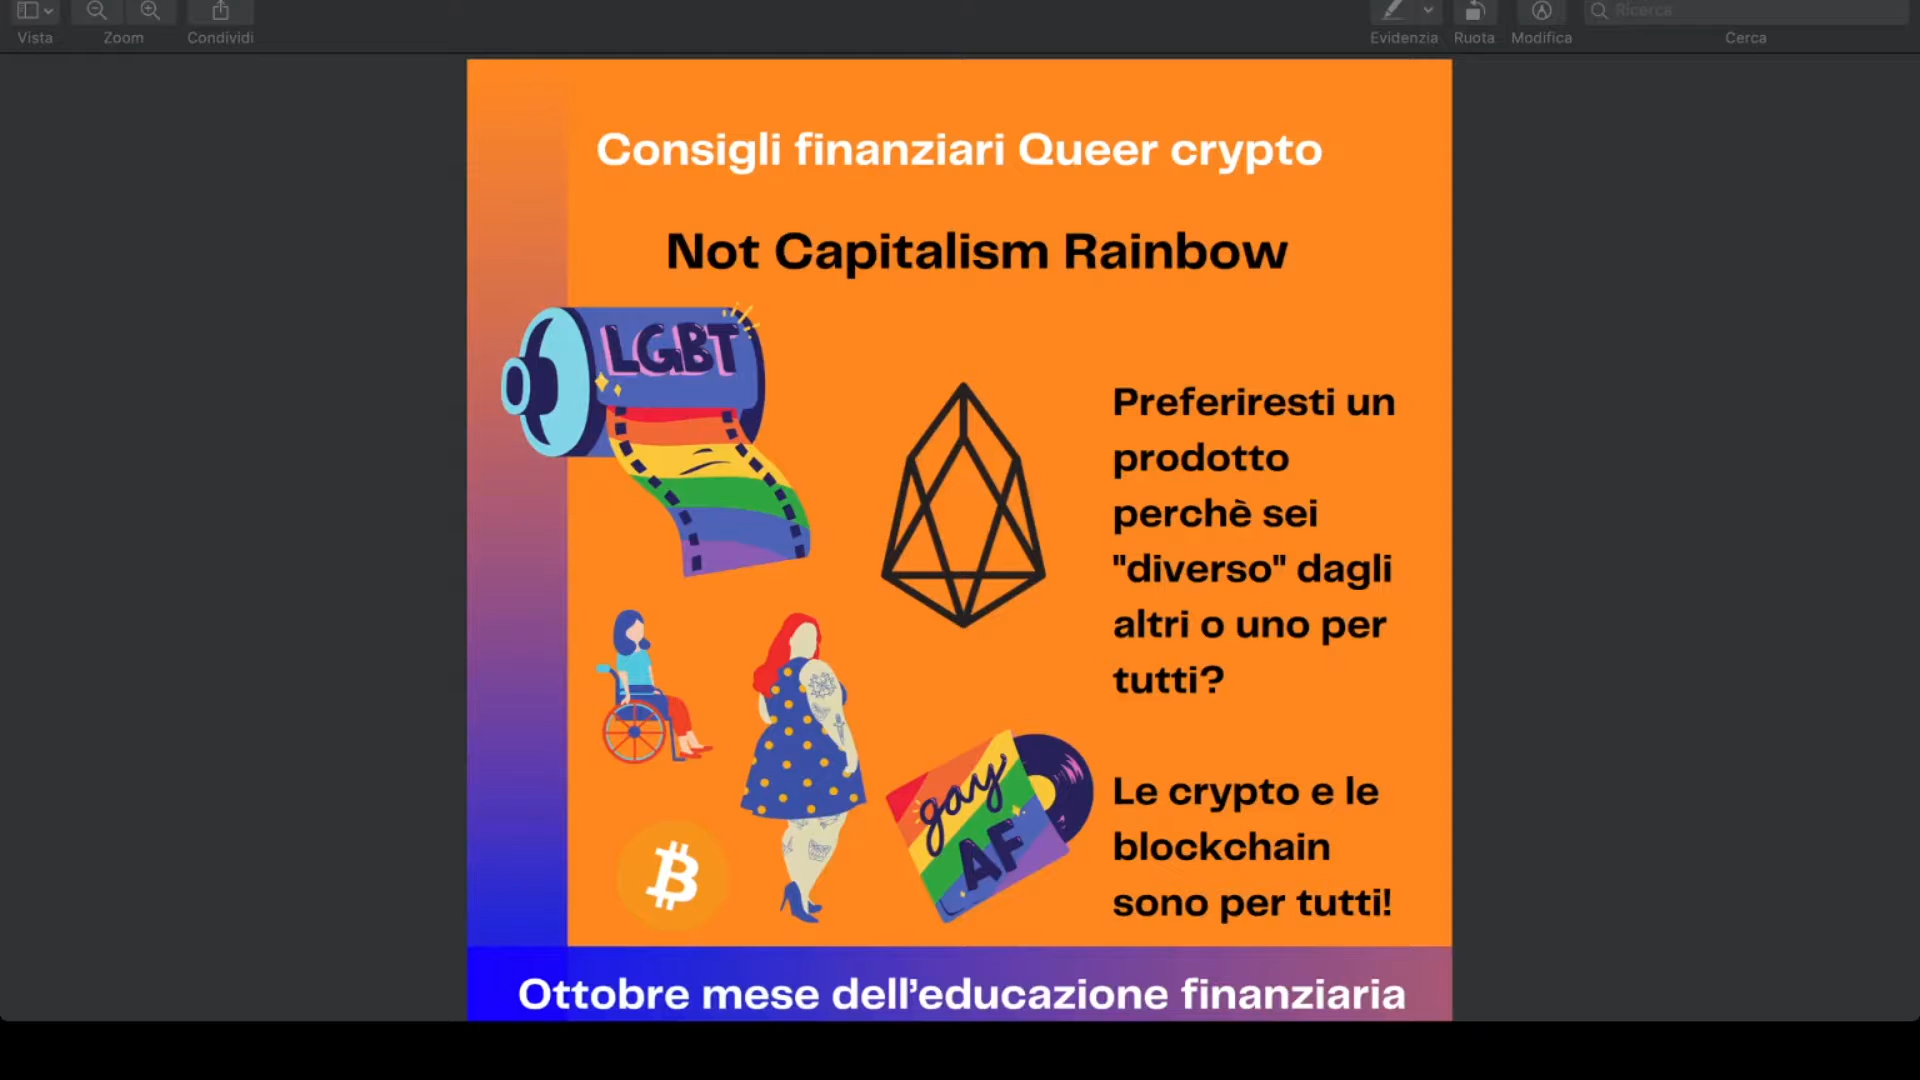 Vista
Zoom
Condividi
Evidenzia
Ruota
Modifica
Ricerca
Cerca
Consigli finanziari Queer crypto
Not Capitalism Rainbow
LGBT
Preferiresti un
prodotto
perchè sei
"diverso" dagli
altri o uno per
tutti?
gay
AF
Le crypto e le
blockchain
sono per tutti!
Ottobre mese dell’educazione finanziaria